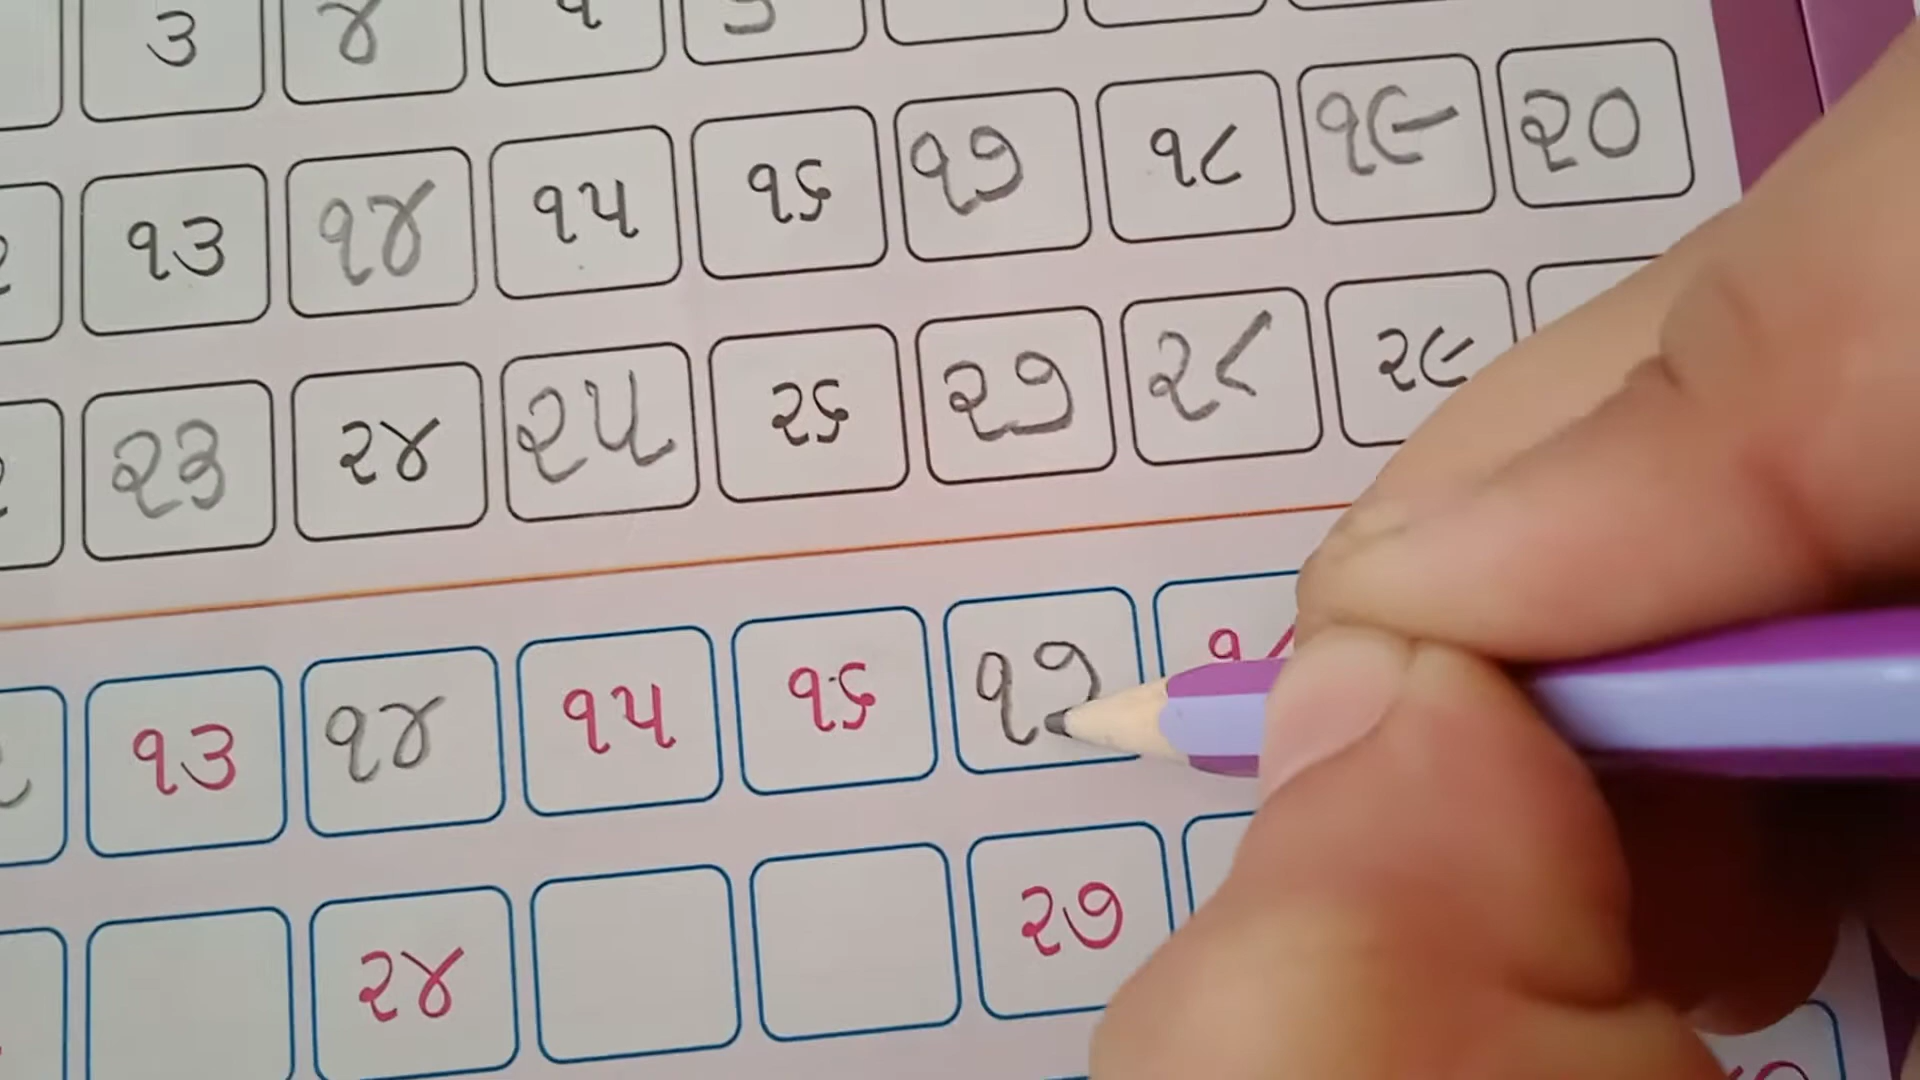 ૩ ૪
૧૩ ૧૪ ૧૫ ૧૬ ૧૭ ૧૮ ૧૯ ૨૦
૨૩ ૨૪ ૨૫ ૨૬ ૨૭ ૨૮ ૨૯
૧૩ ૧૪ ૧૫ ૧૬ ૧૭
૨૪ ૨૭